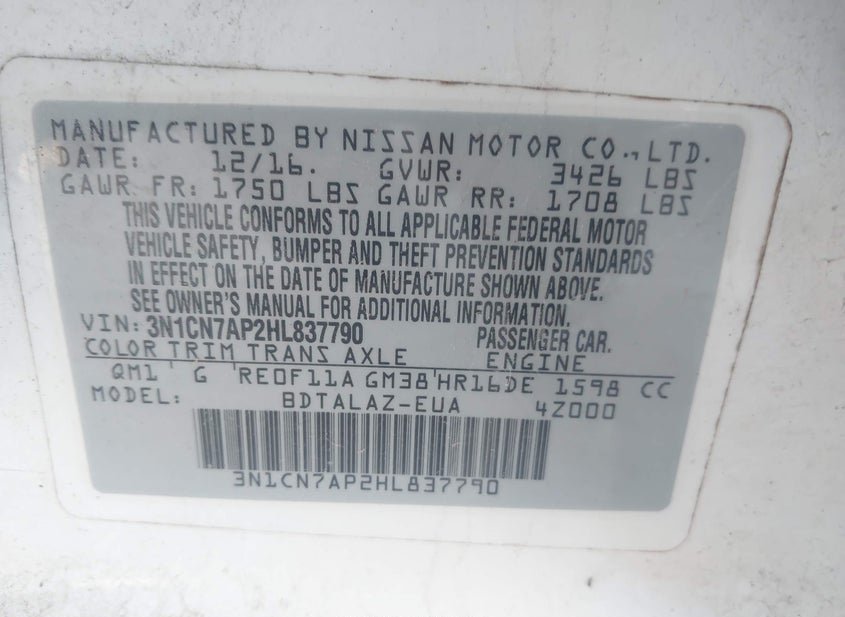 MANUFACTURED BY NISSAN MOTOR CO.,LTD.
DATE: 12/16. GVWR: 3426 LBS
GAWR FR: 1750 LBS GAWR RR: 1708 LBS
THIS VEHICLE CONFORMS TO ALL APPLICABLE FEDERAL MOTOR
VEHICLE SAFETY, BUMPER AND THEFT PREVENTION STANDARDS
IN EFFECT ON THE DATE OF MANUFACTURE SHOWN ABOVE.
SEE OWNER'S MANUAL FOR ADDITIONAL INFORMATION.
VIN: 3N1CN7AP2HL837790 PASSENGER CAR.
COLOR TRIM TRANS AXLE ENGINE
QM1 G RE0F11A GM38 HR16DE 1598 CC
MODEL: BDTALAZ-EUA 4Z000
3N1CN7AP2HL837790